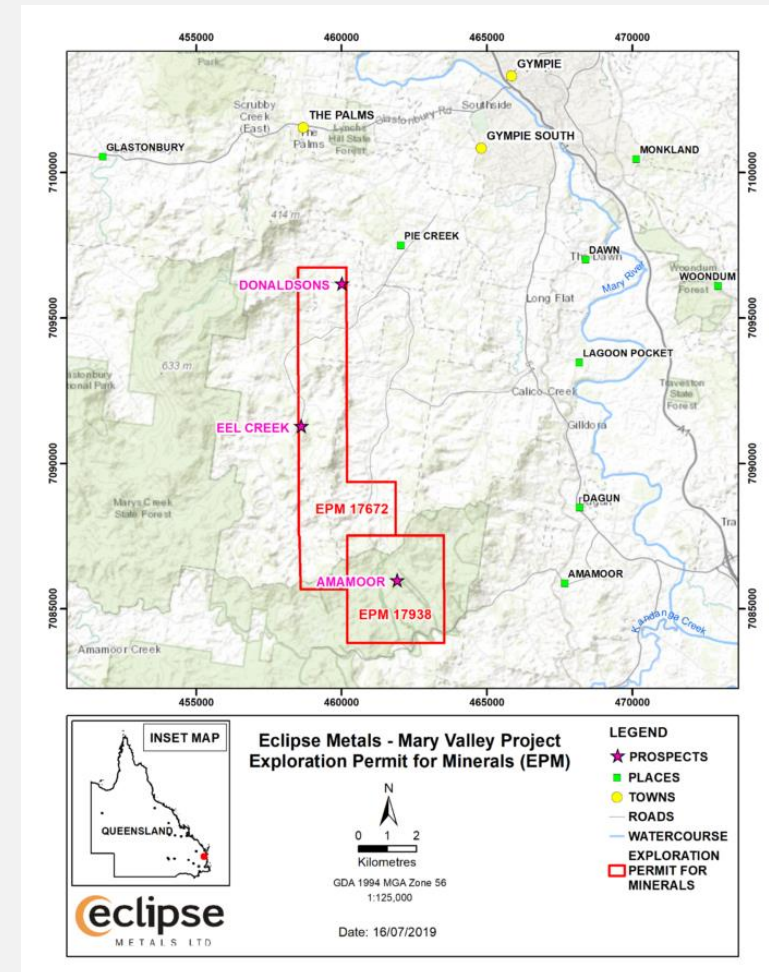 455000 460000 465000 470000
Park
GYMPIE
Scrubby
Creek
(East)
THE PALMS
The
Palms
Lynchs
Hill State
Forest
Glastonbury Rd
Southside
GYMPIE SOUTH
GLASTONBURY
MONKLAND
7100000
7100000
414 m
PIE CREEK
DAWN
The Dawn
Woondum
Forest
WOONDUM
DONALDSONS
Mary River
Long Flat
7095000
7095000
633 m
LAGOON POCKET
Traveston
State
Forest
Calico Creek
EEL CREEK
Gilldora
A1
7090000
7090000
Marys Creek
State Forest
EPM 17672
DAGUN
Tra
AMAMOOR
AMAMOOR
7085000
7085000
EPM 17938
Kandanga Creek
Amamoor Creek
455000 460000 465000 470000
INSET MAP
QUEENSLAND
Eclipse Metals - Mary Valley Project
Exploration Permit for Minerals (EPM)
N
0 1 2
Kilometres
GDA 1994 MGA Zone 56
1:125,000
Date: 16/07/2019
LEGEND
PROSPECTS
PLACES
TOWNS
ROADS
WATERCOURSE
EXPLORATION
PERMIT FOR
MINERALS
eclipse
METALS LTD